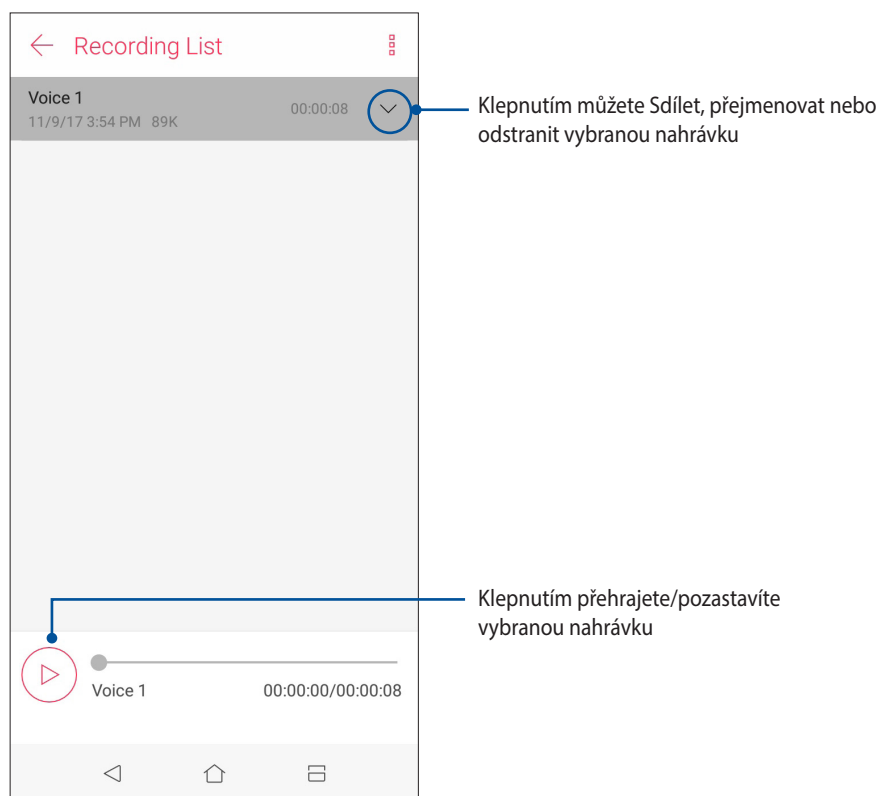 Recording List
Voice 1
00:00:08
11/9/17 3:54 PM 89K
Klepnutím můžete Sdílet, přejmenovat nebo
odstranit vybranou nahrávku
Klepnutím přehrajete/pozastavíte
vybranou nahrávku
Voice 1
00:00:00/00:00:08